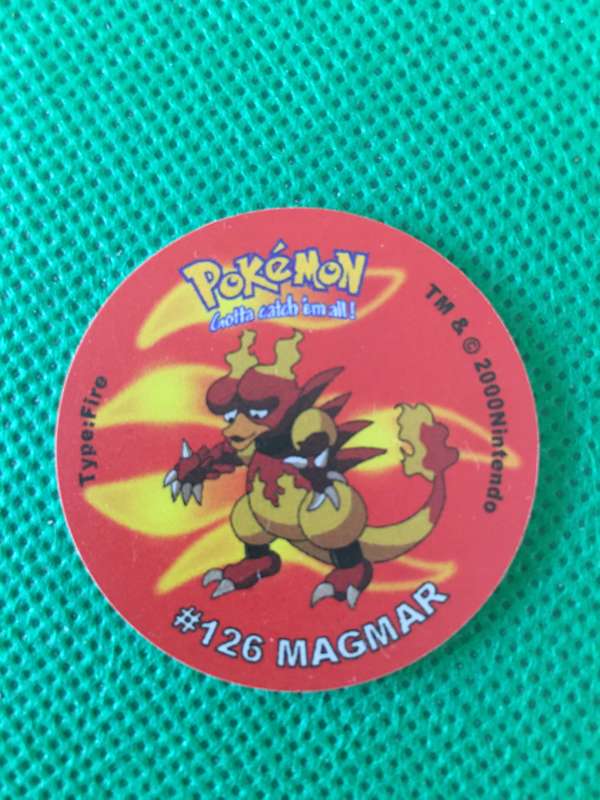 POKéMON
Gotta catch 'em all!
Type:Fire
TM & © 2000Nintendo
#126 MAGMAR